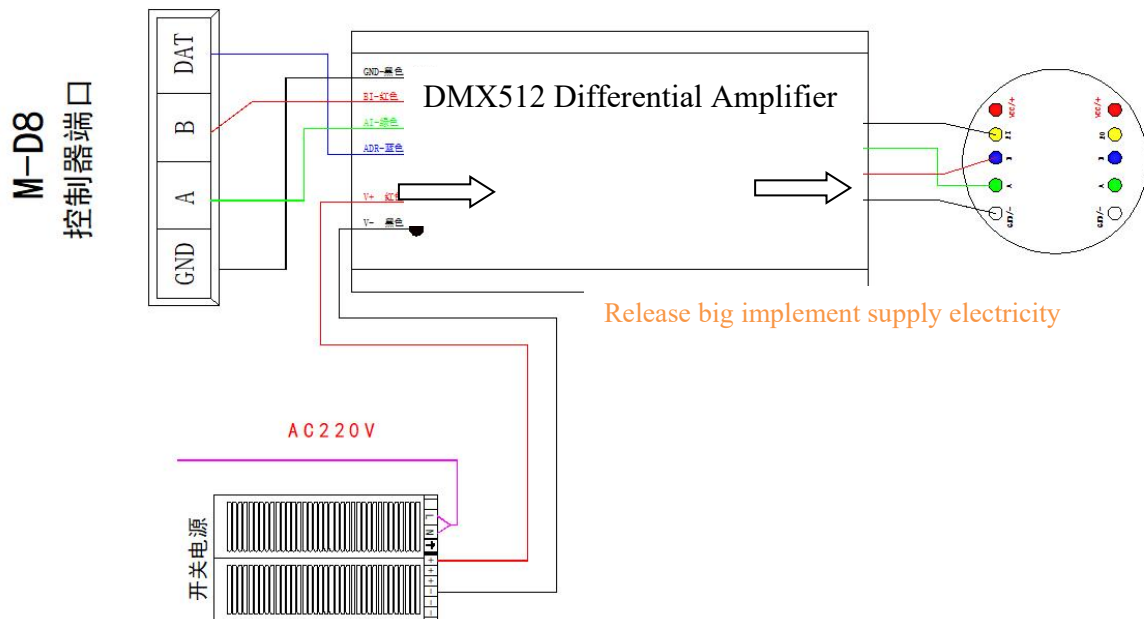 M-D8
控制器端口
DAT
B
A
GND
GND-黑色
BI-红色
AI-绿色
ADR-蓝色
V+ 红色
V- 黑色
DMX512 Differential Amplifier
VCC/+
VCC/+
B
B
A
A
GND/-
GND/-
Release big implement supply electricity
AC220V
开关电源
L
N
+
+
+
-
-
-